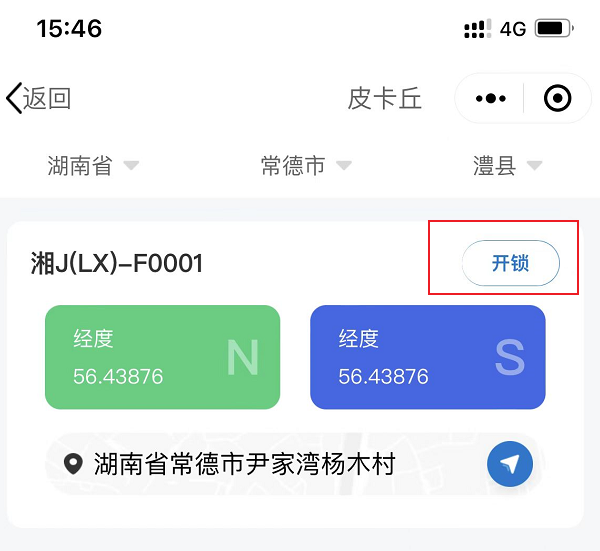 15:46 4G
返回 皮卡丘
湖南省 常德市 澧县
湘J(LX)-F0001 开锁
经度 经度
56.43876 N 56.43876 S
湖南省常德市尹家湾杨木村